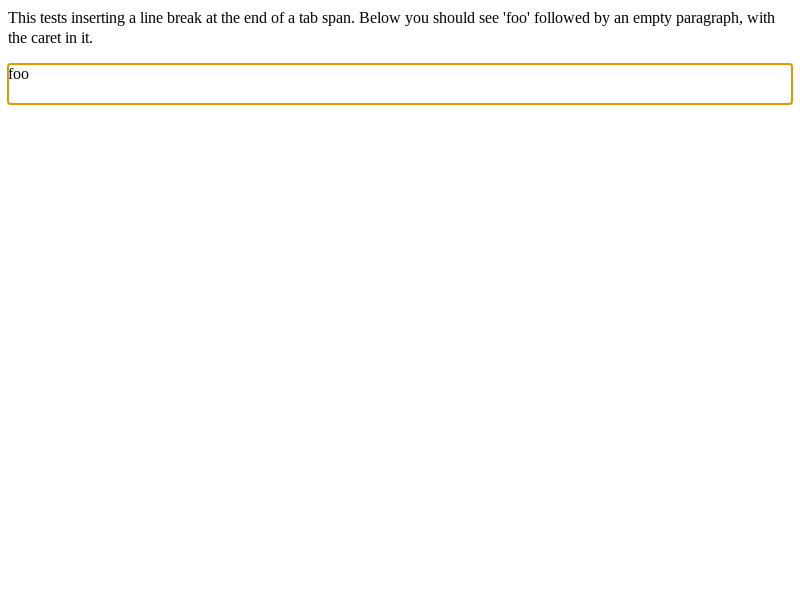 This tests inserting a line break at the end of a tab span. Below you should see 'foo' followed by an empty paragraph, with
the caret in it.
foo